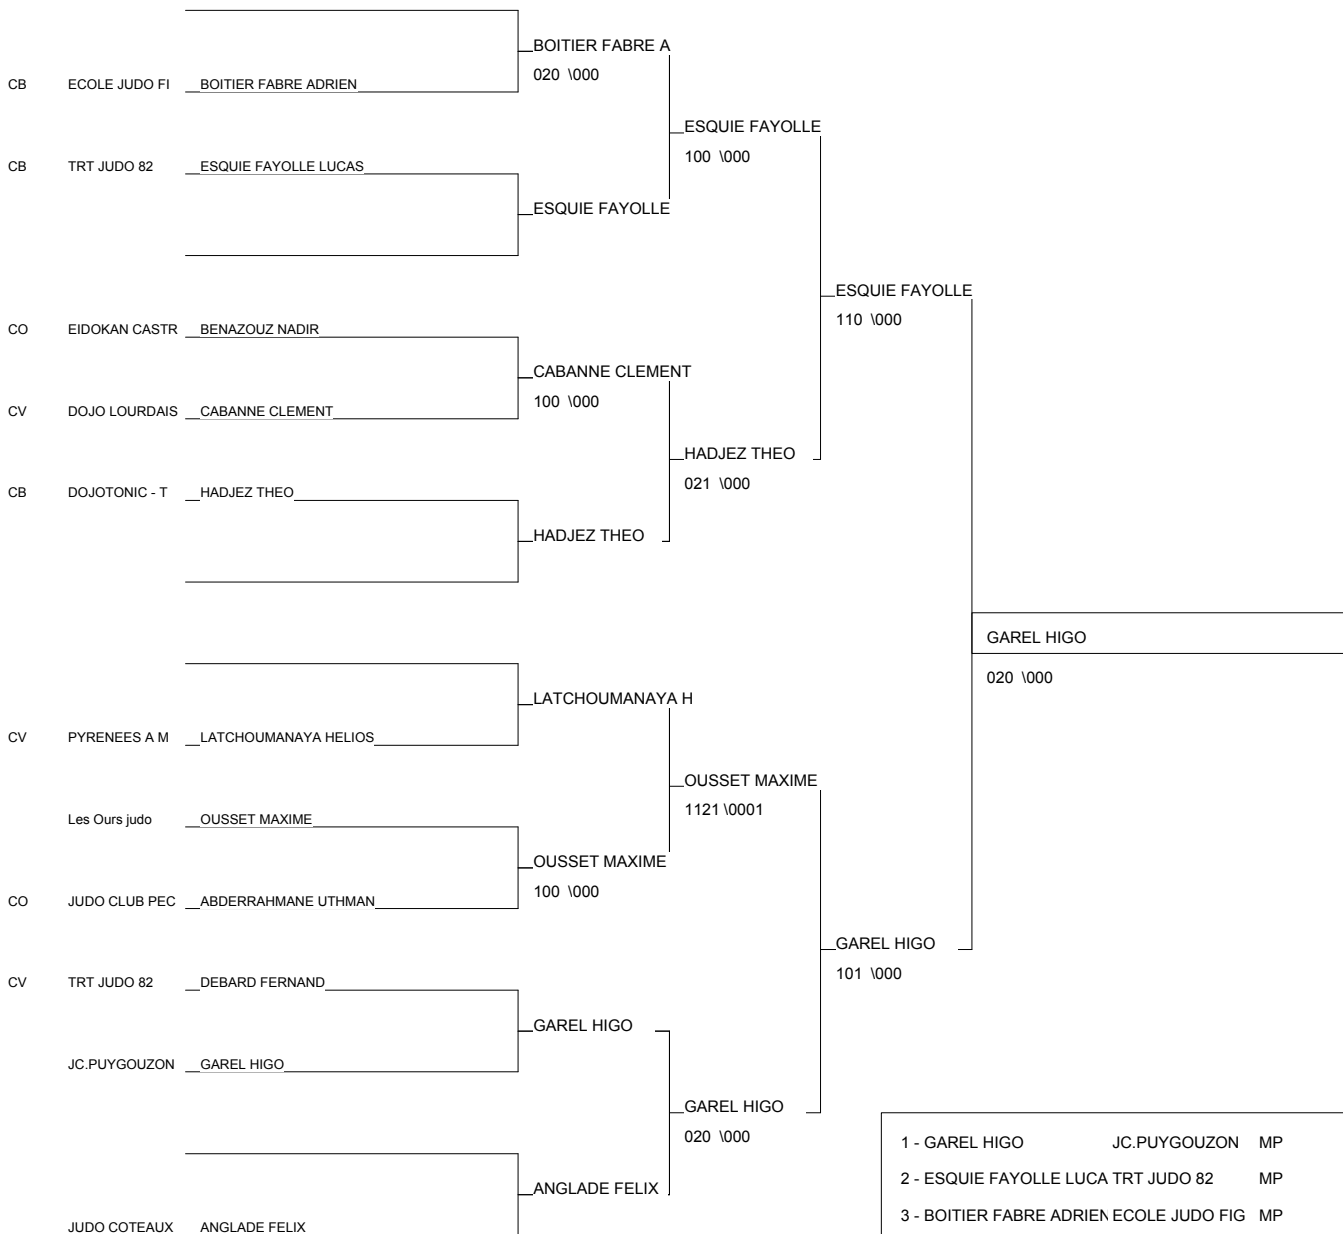 BOITIER FABRE A
020 \000
CB ECOLE JUDO FI BOITIER FABRE ADRIEN
ESQUIE FAYOLLE
100 \000
CB TRT JUDO 82 ESQUIE FAYOLLE LUCAS
ESQUIE FAYOLLE
ESQUIE FAYOLLE
110 \000
CO EIDOKAN CASTR BENAZOUZ NADIR
CABANNE CLEMENT
100 \000
CV DOJO LOURDAIS CABANNE CLEMENT
HADJEZ THEO
021 \000
CB DOJOTONIC - T HADJEZ THEO
HADJEZ THEO
GAREL HIGO
020 \000
LATCHOUMANAYA H
CV PYRENEES A M LATCHOUMANAYA HELIOS
OUSSET MAXIME
1121 \0001
Les Ours judo OUSSET MAXIME
OUSSET MAXIME
100 \000
CO JUDO CLUB PEC ABDERRAHMANE UTHMAN
GAREL HIGO
101 \000
CV TRT JUDO 82 DEBARD FERNAND
GAREL HIGO
JC.PUYGOUZON GAREL HIGO
GAREL HIGO
020 \000
ANGLADE FELIX
JUDO COTEAUX ANGLADE FELIX
1 - GAREL HIGO JC.PUYGOUZON MP
2 - ESQUIE FAYOLLE LUCA TRT JUDO 82 MP
3 - BOITIER FABRE ADRIEN ECOLE JUDO FIG MP